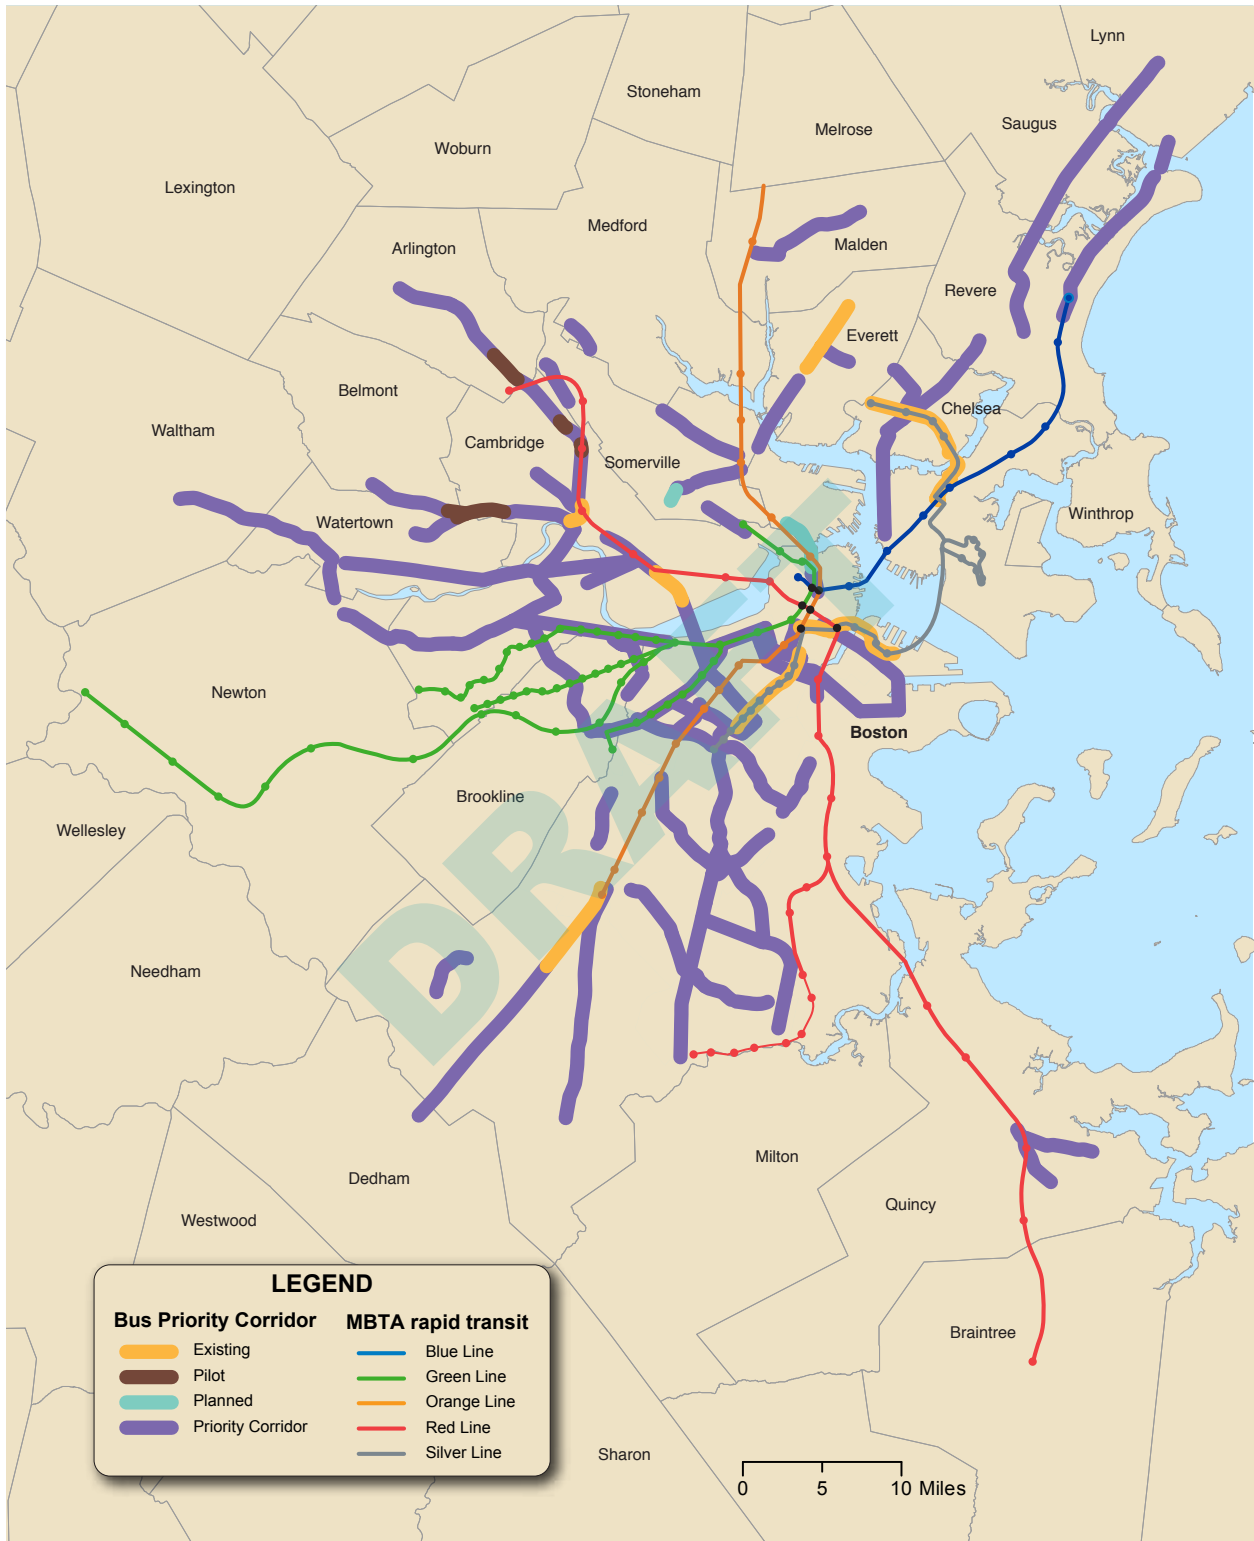 Lynn
Stoneham
Saugus
Melrose
Woburn
Lexington
Medford
Arlington
Malden
Revere
Everett
Belmont
Chelsea
Waltham
Cambridge
Somerville
Winthrop
Watertown
Newton
Boston
Brookline
Wellesley
DRAFT
Needham
Milton
Dedham
Quincy
Westwood
Braintree
Sharon
LEGEND
Bus Priority Corridor
Existing
Pilot
Planned
Priority Corridor
MBTA rapid transit
Blue Line
Green Line
Orange Line
Red Line
Silver Line
0 5 10 Miles